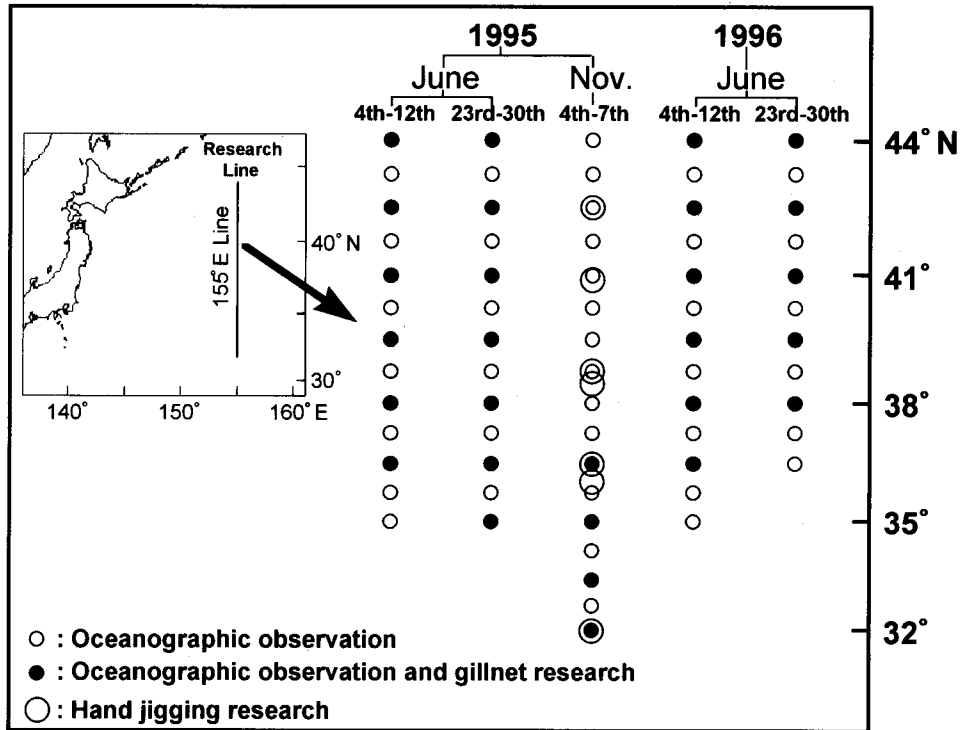 1995
1996
June
Nov.
June
4th-12th
23rd-30th
4th-7th
4th-12th
23rd-30th
Research
Line
155°E Line
40°N
30°
140°
150°
160°E
44°N
41°
38°
35°
32°
: Oceanographic observation
: Oceanographic observation and gillnet research
: Hand jigging research